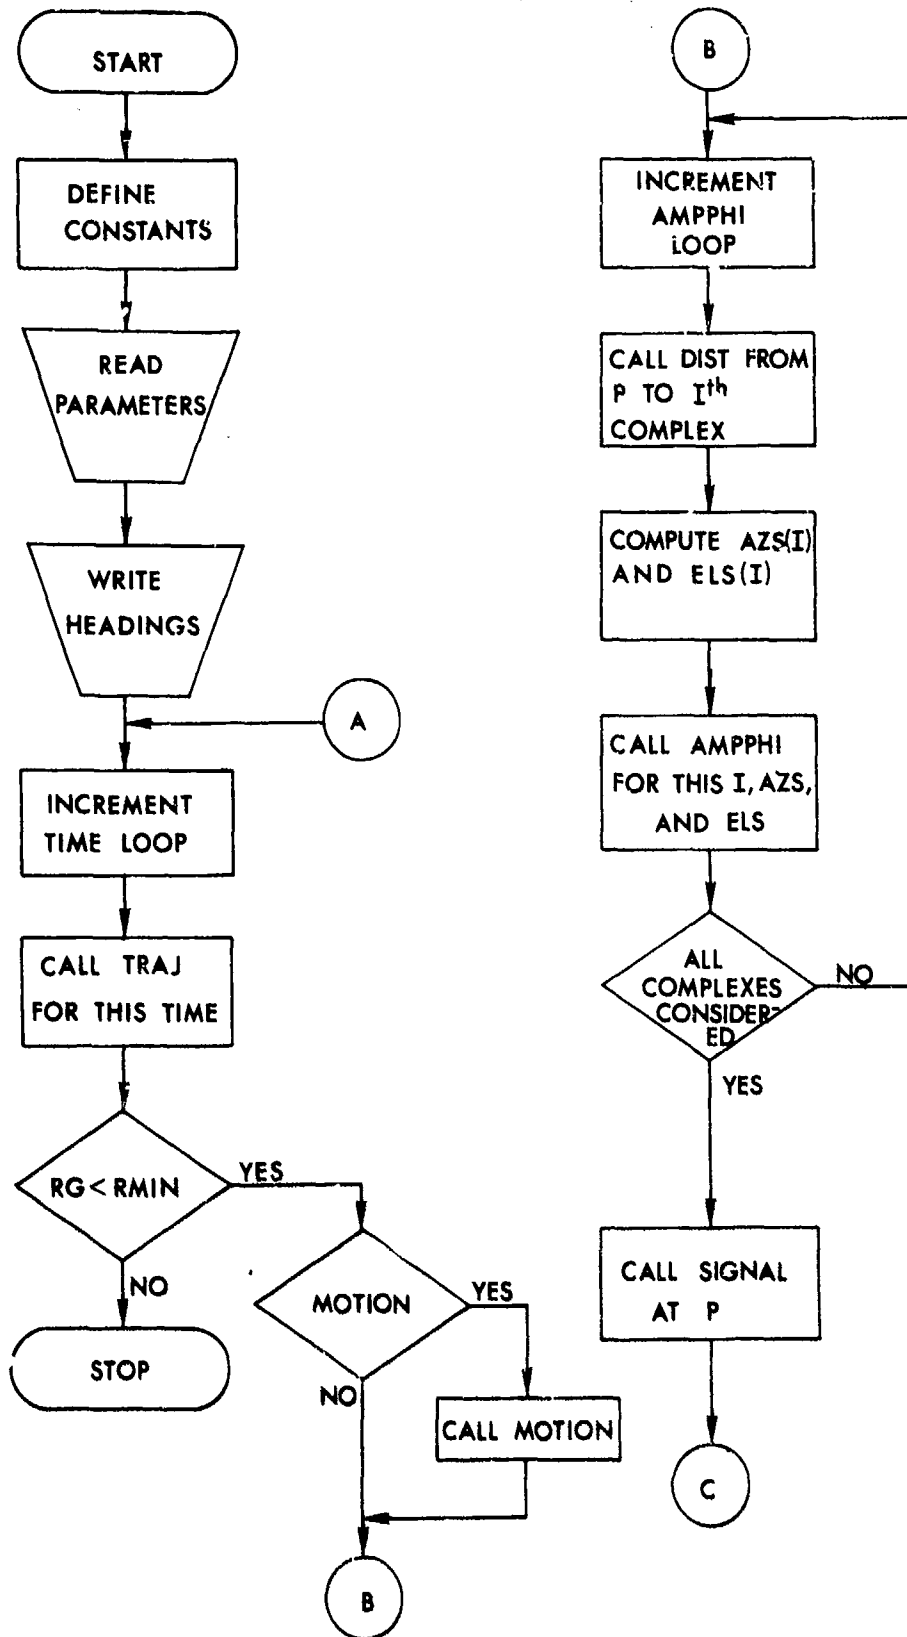 START
DEFINE
CONSTANTS
READ
PARAMETERS
WRITE
HEADINGS
A
INCREMENT
TIME LOOP
CALL TRAJ
FOR THIS TIME
RG < RMIN
YES
NO
STOP
MOTION
YES
NO
CALL MOTION
B
B
INCREMENT
AMPPHI
LOOP
CALL DIST FROM
P TO Ith
COMPLEX
COMPUTE AZS(I)
AND ELS(I)
CALL AMPPHI
FOR THIS I, AZS,
AND ELS
ALL
COMPLEXES
CONSIDER-
ED
NO
YES
CALL SIGNAL
AT P
C